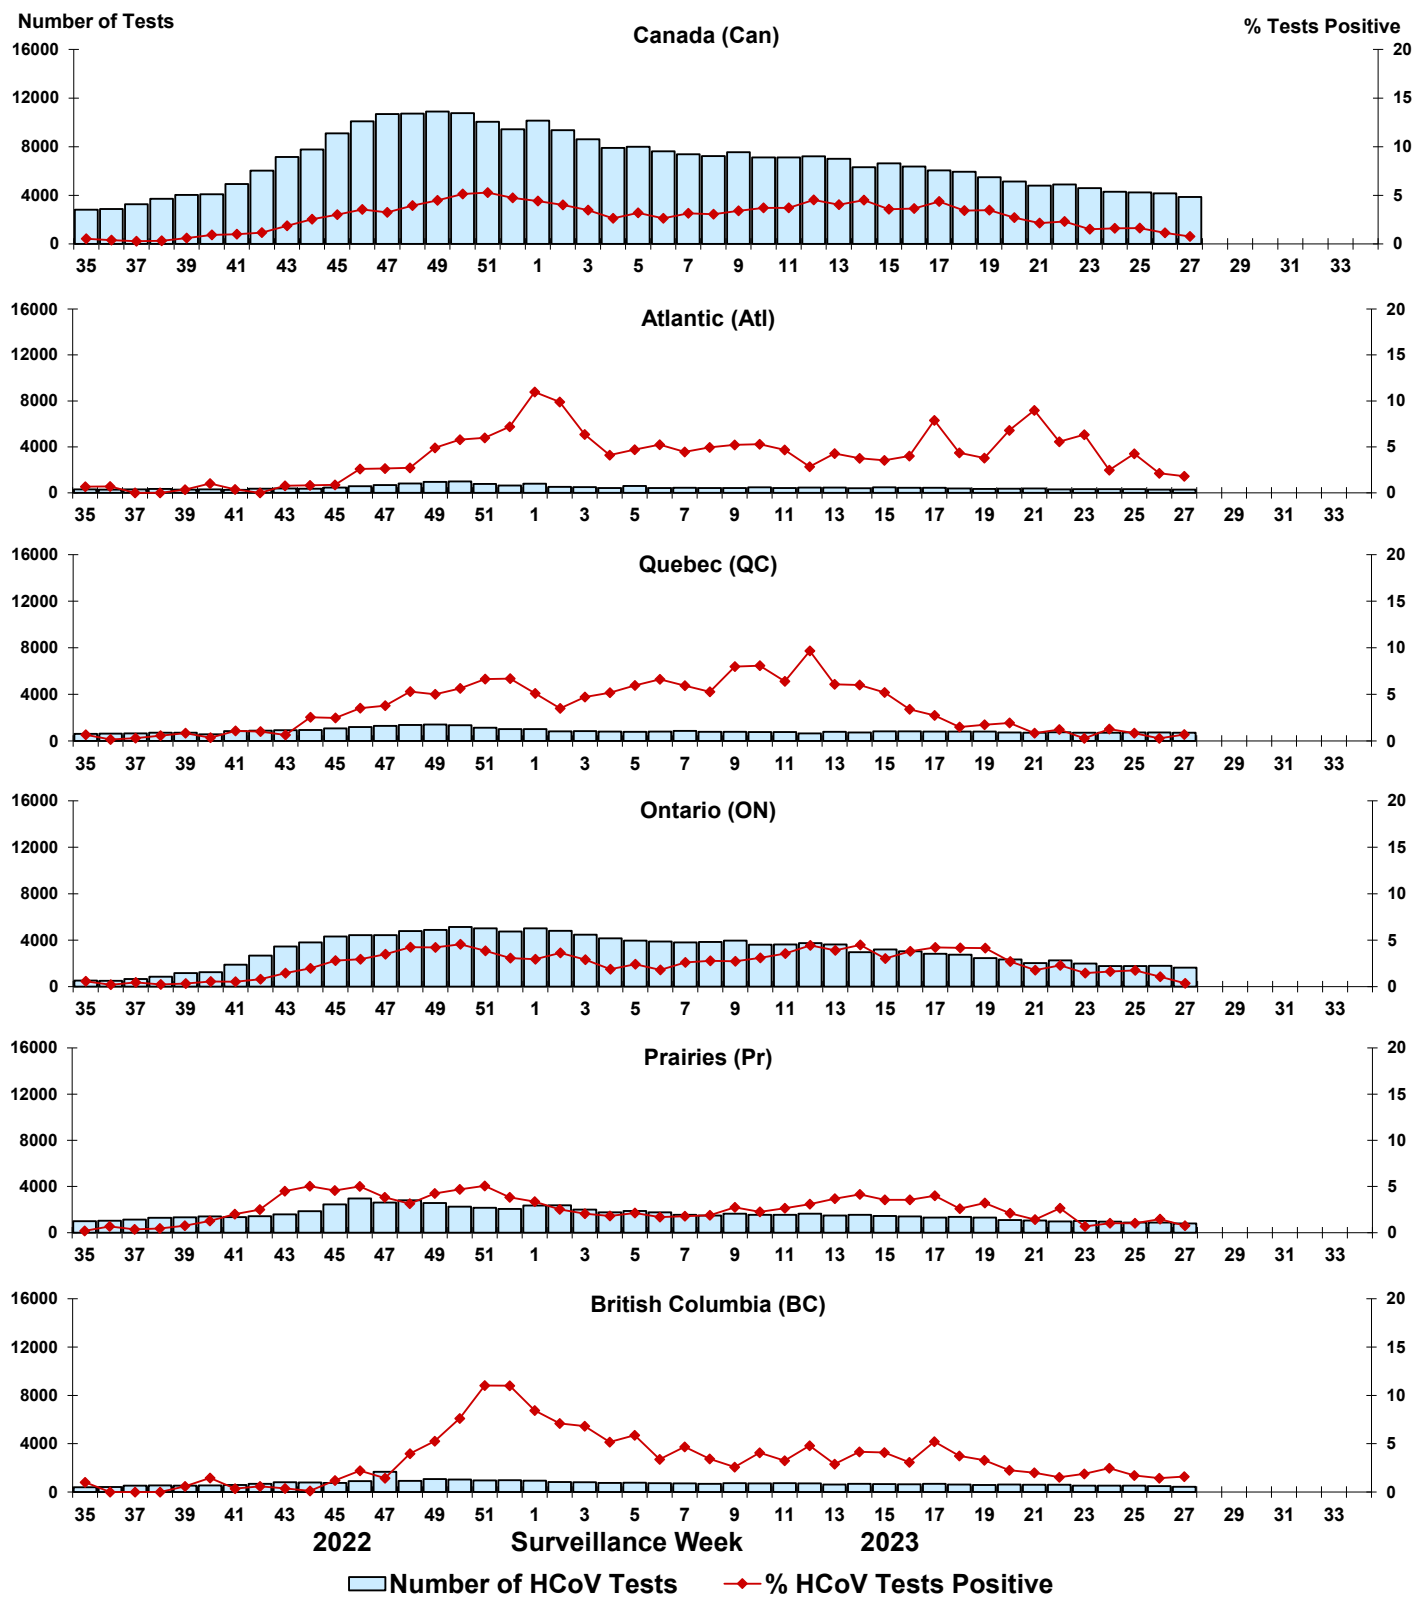 Number of Tests
Canada (Can)
% Tests Positive
16000 20
12000 15
8000 10
4000 5
0 0
35 37 39 41 43 45 47 49 51 1 3 5 7 9 11 13 15 17 19 21 23 25 27 29 31 33
Atlantic (Atl)
16000 20
12000 15
8000 10
4000 5
0 0
35 37 39 41 43 45 47 49 51 1 3 5 7 9 11 13 15 17 19 21 23 25 27 29 31 33
Quebec (QC)
16000 20
12000 15
8000 10
4000 5
0 0
35 37 39 41 43 45 47 49 51 1 3 5 7 9 11 13 15 17 19 21 23 25 27 29 31 33
Ontario (ON)
16000 20
12000 15
8000 10
4000 5
0 0
35 37 39 41 43 45 47 49 51 1 3 5 7 9 11 13 15 17 19 21 23 25 27 29 31 33
Prairies (Pr)
16000 20
12000 15
8000 10
4000 5
0 0
35 37 39 41 43 45 47 49 51 1 3 5 7 9 11 13 15 17 19 21 23 25 27 29 31 33
British Columbia (BC)
16000 20
12000 15
8000 10
4000 5
0 0
35 37 39 41 43 45 47 49 51 1 3 5 7 9 11 13 15 17 19 21 23 25 27 29 31 33
2022 Surveillance Week 2023
Number of HCoV Tests % HCoV Tests Positive